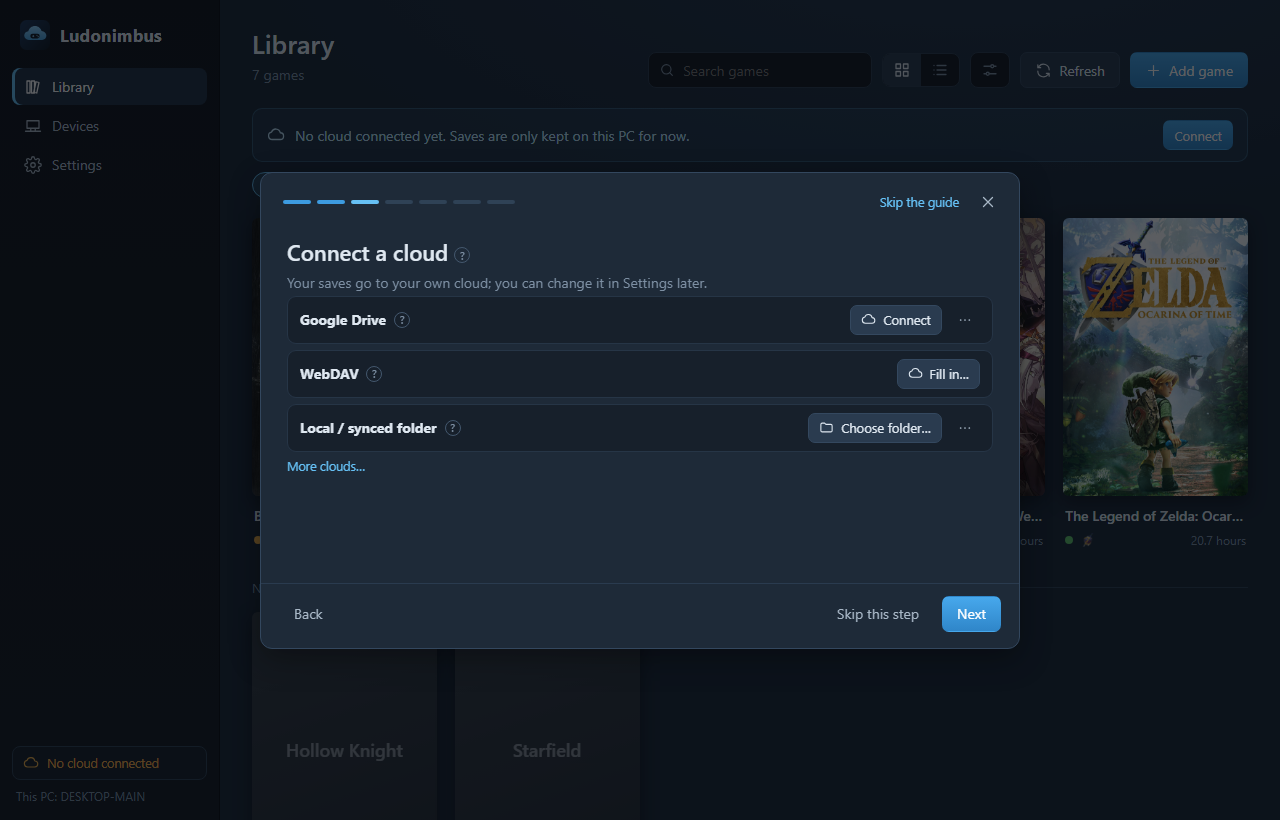 Ludonimbus
Library
Devices
Settings
No cloud connected
This PC: DESKTOP-MAIN
Library
7 games
Search games
Refresh
Add game
No cloud connected yet. Saves are only kept on this PC for now.
Connect
Skip the guide
Connect a cloud ?
Your saves go to your own cloud; you can change it in Settings later.
Google Drive ?
Connect
WebDAV ?
Fill in...
Local / synced folder ?
Choose folder...
More clouds...
Back
Skip this step
Next
THE LEGEND OF
ZELDA
OCARINA OF TIME
The Legend of Zelda: Ocar...
20.7 hours
Hollow Knight
Starfield